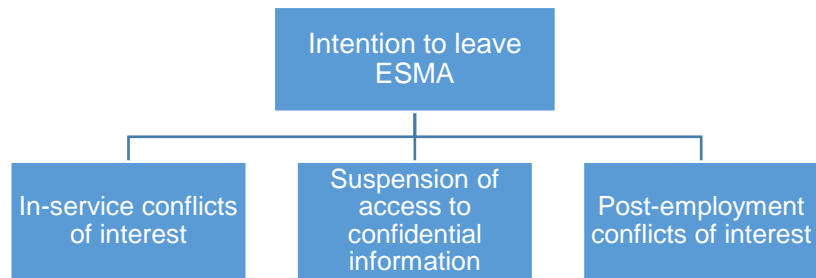 Intention to leave
ESMA
In-service conflicts
of interest
Suspension of
access to
confidential
information
Post-employment
conflicts of interest